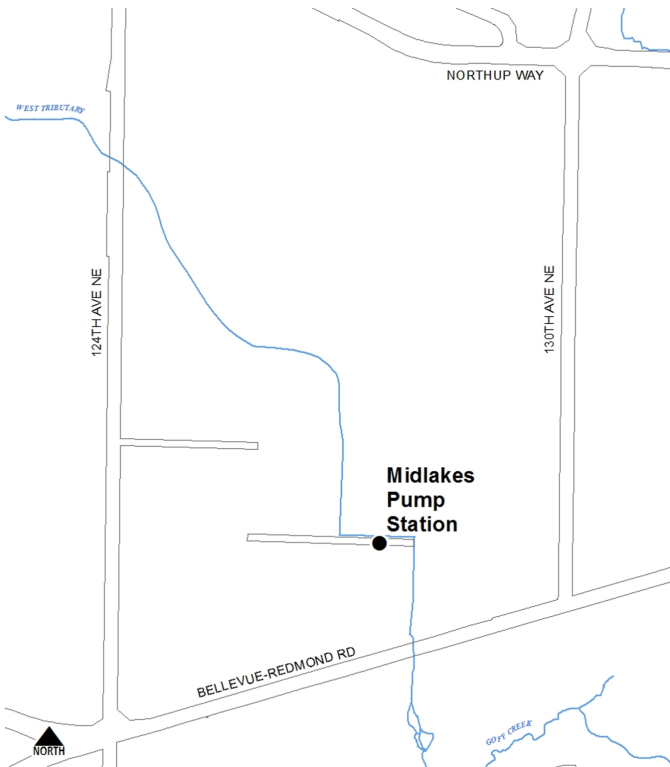 NORTHUP WAY
WEST TRIBUTARY
124TH AVE NE
130TH AVE NE
Midlakes
Pump
Station
BELLEVUE-REDMOND RD
GOFF CREEK
NORTH